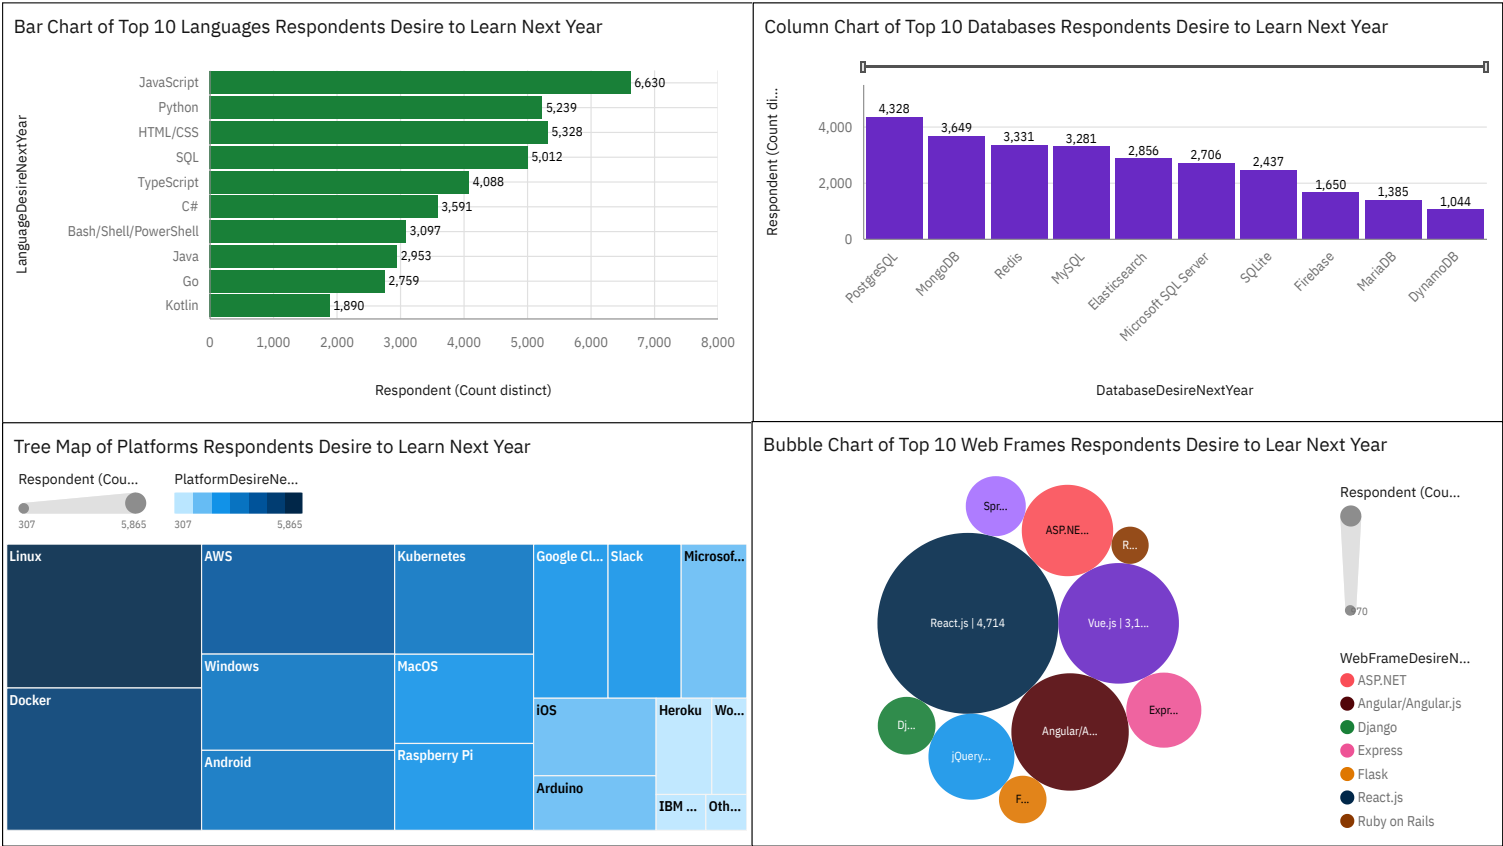 Bar Chart of Top 10 Languages Respondents Desire to Learn Next Year
LanguageDesireNextYear
JavaScript 6,630
Python 5,239
HTML/CSS 5,328
SQL 5,012
TypeScript 4,088
C# 3,591
Bash/Shell/PowerShell 3,097
Java 2,953
Go 2,759
Kotlin 1,890
0 1,000 2,000 3,000 4,000 5,000 6,000 7,000 8,000
Respondent (Count distinct)
Column Chart of Top 10 Databases Respondents Desire to Learn Next Year
Respondent (Count di...
4,000
2,000
0
4,328 3,649 3,331 3,281 2,856 2,706 2,437 1,650 1,385 1,044
PostgreSQL MongoDB Redis MySQL Elasticsearch Microsoft SQL Server SQLite Firebase MariaDB DynamoDB
DatabaseDesireNextYear
Tree Map of Platforms Respondents Desire to Learn Next Year
Respondent (Cou... PlatformDesireNe...
307 5,865 307 5,865
Linux AWS Kubernetes Google Cl... Slack Microsof...
Windows MacOS
Docker iOS Heroku Wo...
Android Raspberry Pi
Arduino IBM ... Oth...
Bubble Chart of Top 10 Web Frames Respondents Desire to Lear Next Year
Spr...
ASP.NE...
R...
React.js | 4,714 Vue.js | 3,1...
Expr...
Dj... Angular/A...
jQuery...
F...
Respondent (Cou...
970
WebFrameDesireN...
ASP.NET
Angular/Angular.js
Django
Express
Flask
React.js
Ruby on Rails